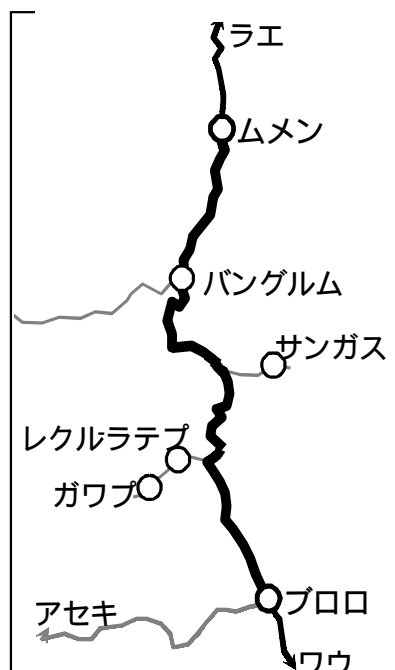 ラエ
ムメン
バングルム
サンガス
レクルラテプ
ガワプ
ブロロ
アセキ
ワウ